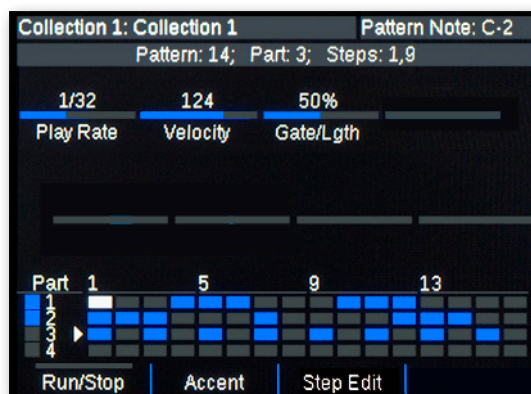 Collection 1: Collection 1 Pattern Note: C-2
Pattern: 14; Part: 3; Steps: 1,9
1/32 124 50%
Play Rate Velocity Gate/Lgth
Part 1 5 9 13
1
2
3
4
Run/Stop Accent Step Edit